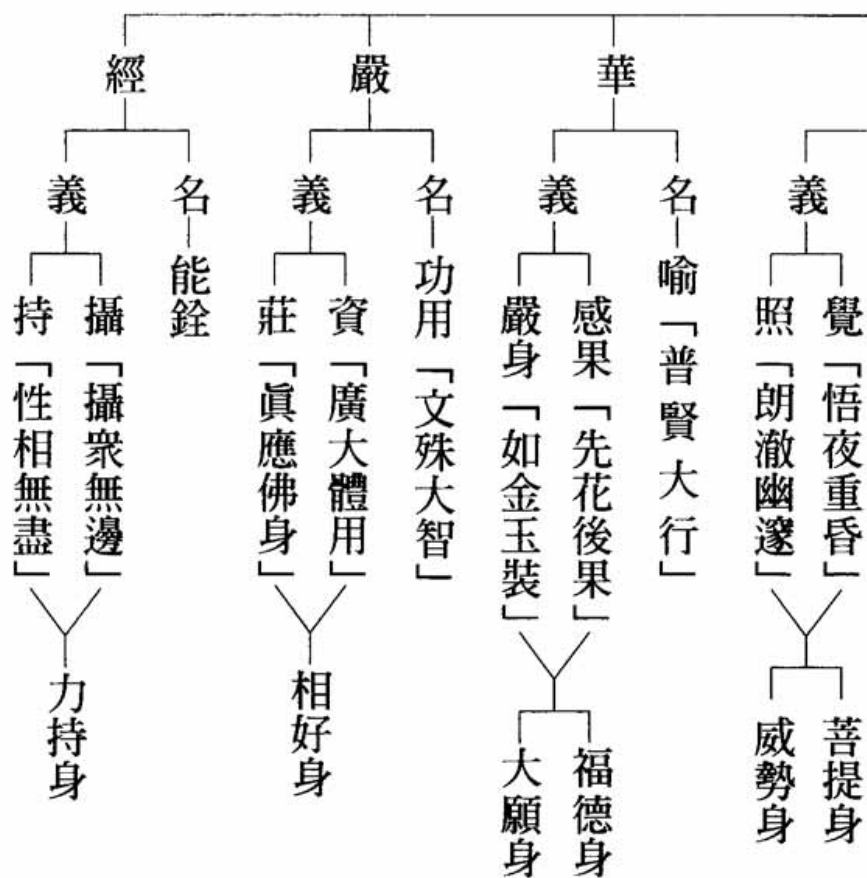 華
嚴
經
義
名
義
名
義
名
義
覺「悟夜重昏」
照「朗澈幽邃」
喻「普賢大行」
感果「先花後果」
嚴身「如金玉裝」
功用「文殊大智」
資「廣大體用」
莊「眞應佛身」
能銓
攝「攝衆無邊」
持「性相無盡」
菩提身
威勢身
福德身
大願身
相好身
力持身